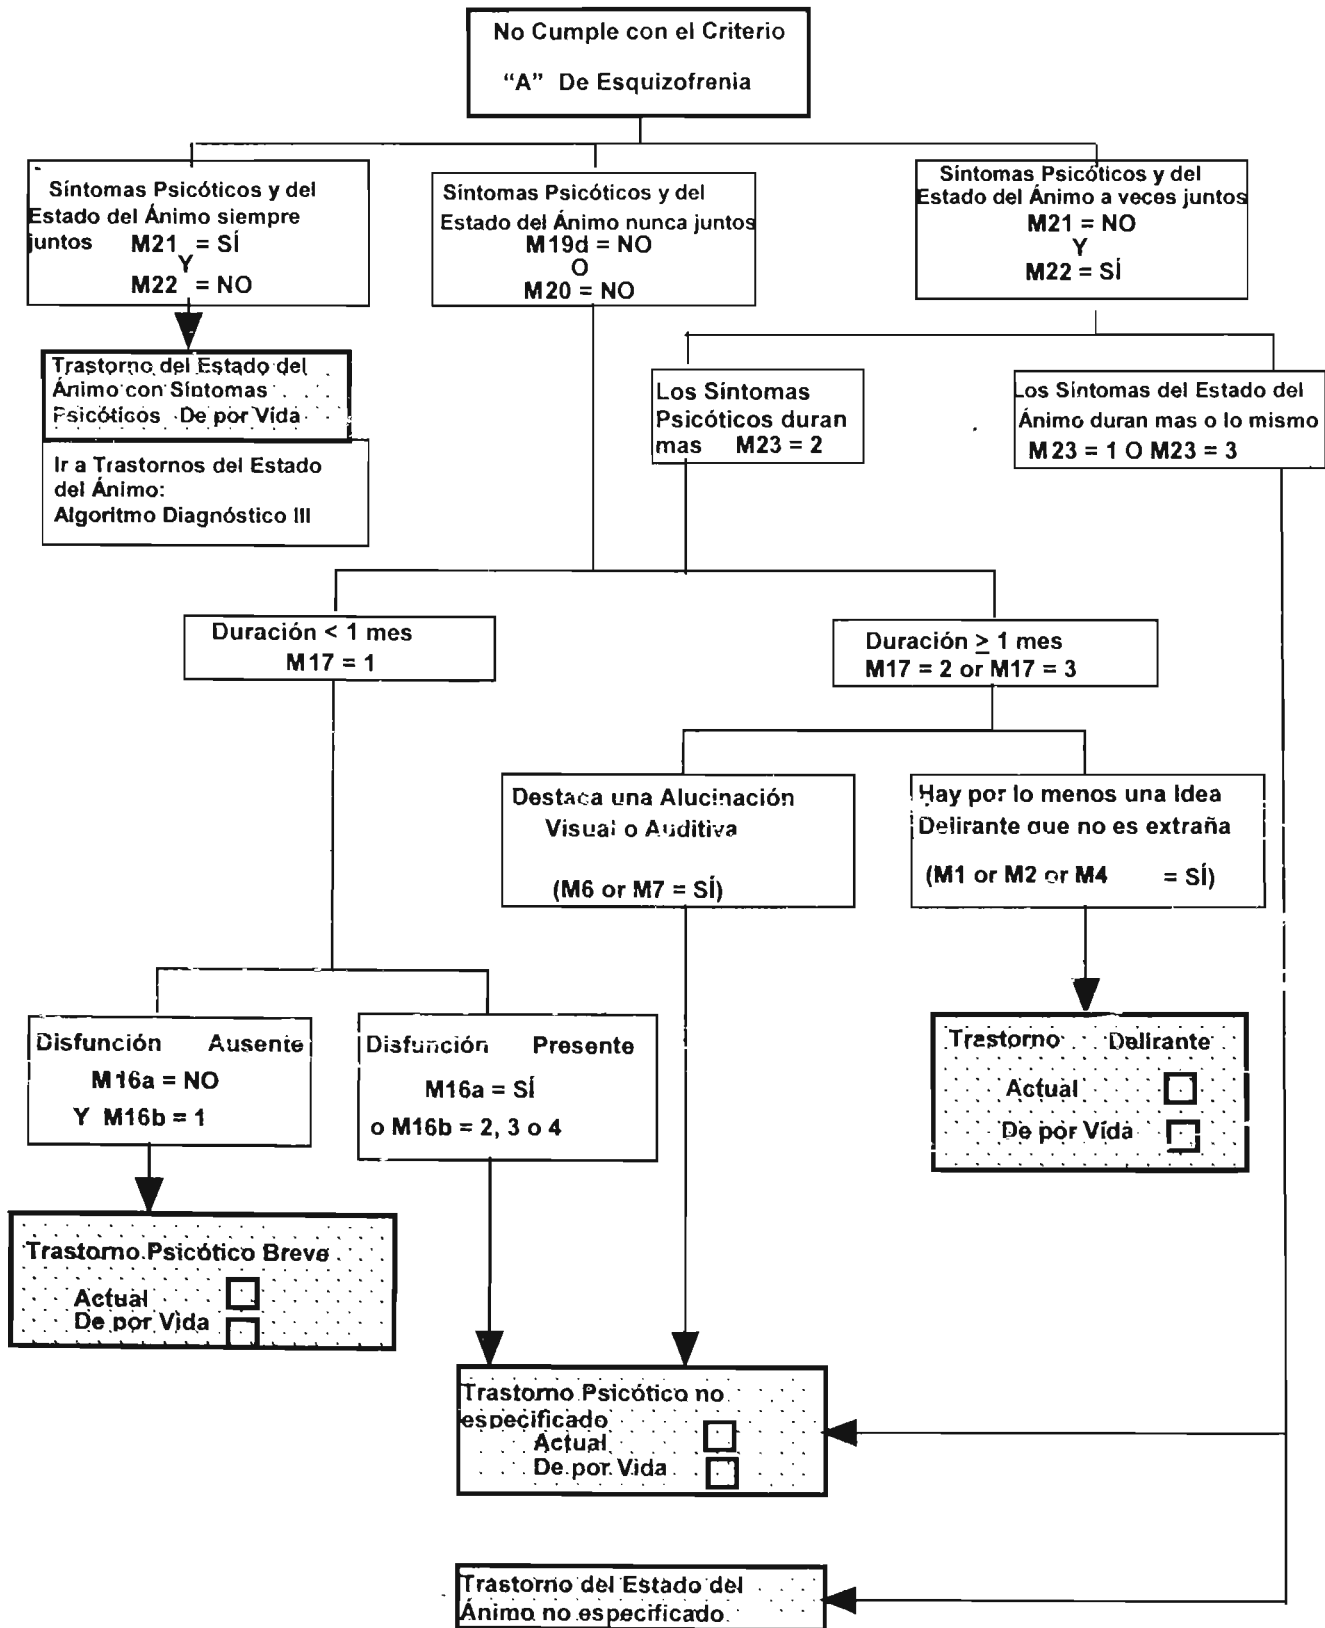 No Cumple con el Criterio
“A” De Esquizofrenia
Síntomas Psicóticos y del
Estado del Ánimo siempre
juntos M21 = SÍ
Y
M22 = NO
Síntomas Psicóticos y del
Estado del Ánimo nunca juntos
M19d = NO
O
M20 = NO
Síntomas Psicóticos y del
Estado del Ánimo a veces juntos
M21 = NO
Y
M22 = SÍ
Trastorno del Estado del
Ánimo con Síntomas
Psicóticos De por Vida
Ir a Trastornos del Estado
del Ánimo:
Algoritmo Diagnóstico III
Los Síntomas
Psicóticos duran
mas M23 = 2
Los Síntomas del Estado del
Ánimo duran mas o lo mismo
M23 = 1 O M23 = 3
Duración < 1 mes
M17 = 1
Duración ≥ 1 mes
M17 = 2 or M17 = 3
Destaca una Alucinación
Visual o Auditiva
(M6 or M7 = SÍ)
Hay por lo menos una Idea
Delirante que no es extraña
(M1 or M2 or M4 = SÍ)
Disfunción Ausente
M16a = NO
Y M16b = 1
Disfunción Presente
M16a = SÍ
o M16b = 2, 3 o 4
Trastorno Delirante
Actual
De por Vida
Trastorno Psicótico Breve
Actual
De por Vida
Trastorno Psicótico no
especificado
Actual
De por Vida
Trastorno del Estado del
Ánimo no especificado